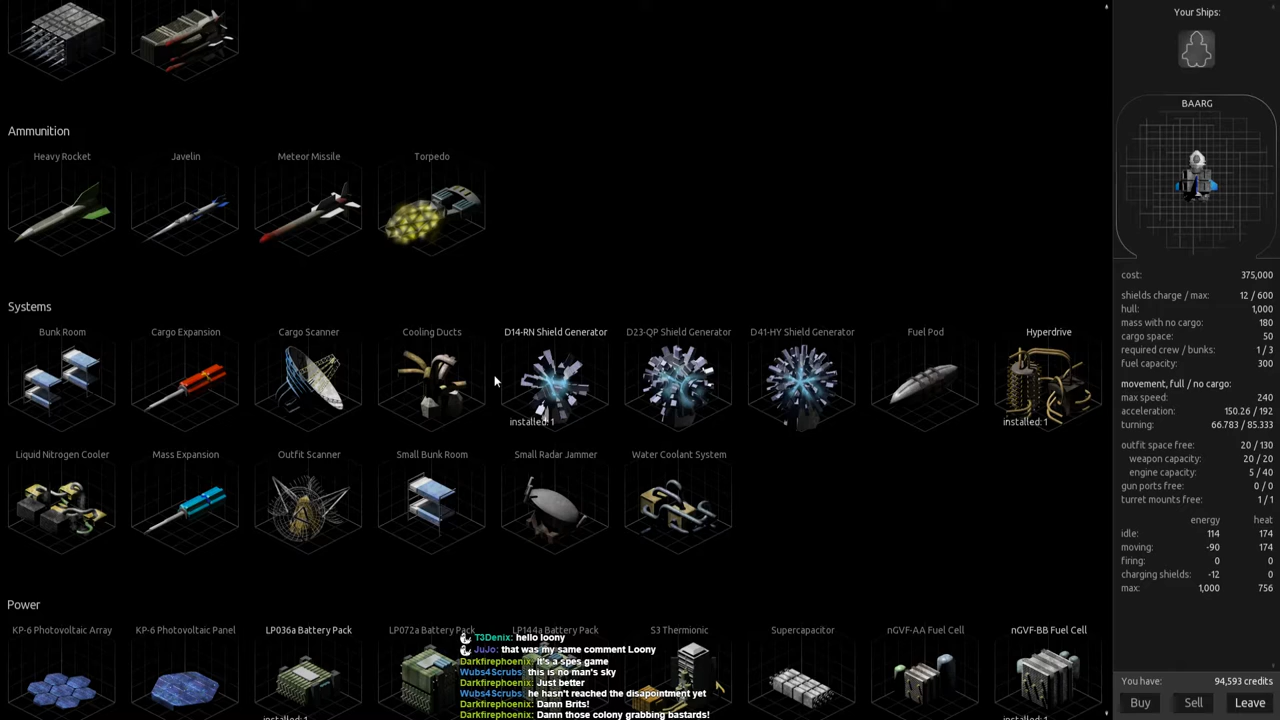 Your Ships:
BAARG
Ammunition
Heavy Rocket
Javelin
Meteor Missile
Torpedo
cost: 375,000
shields charge / max: 12 / 600
hull: 1,000
mass with no cargo: 180
cargo space: 50
required crew / bunks: 1 / 3
fuel capacity: 300
movement, full / no cargo:
max speed: 240
acceleration: 150.26 / 192
turning: 66.783 / 85.333
outfit space free: 20 / 130
weapon capacity: 20 / 20
engine capacity: 5 / 40
gun ports free: 0 / 0
turret mounts free: 1 / 1
energy heat
idle: 114 174
moving: -90 174
firing: 0 0
charging shields: -12 0
max: 1,000 756
Systems
Bunk Room
Cargo Expansion
Cargo Scanner
Cooling Ducts
D14-RN Shield Generator
installed: 1
D23-QP Shield Generator
D41-HY Shield Generator
Fuel Pod
Hyperdrive
installed: 1
Liquid Nitrogen Cooler
Mass Expansion
Outfit Scanner
Small Bunk Room
Small Radar Jammer
Water Coolant System
Power
KP-6 Photovoltaic Array
KP-6 Photovoltaic Panel
LP036a Battery Pack
installed: 1
LP072a Battery Pack
LP144a Battery Pack
S3 Thermionic
Supercapacitor
nGVF-AA Fuel Cell
nGVF-BB Fuel Cell
installed: 1
T3Denix: hello loony
JuJo: that was my same comment Loony
Darkfirephoenix: It's a spes game
Wubs4Scrubs: this is no man's sky
Darkfirephoenix: Just better
Wubs4Scrubs: he hasn't reached the disapointment yet
Darkfirephoenix: Damn Brits!
Darkfirephoenix: Damn those colony grabbing bastards!
You have: 94,593 credits
Buy
Sell
Leave